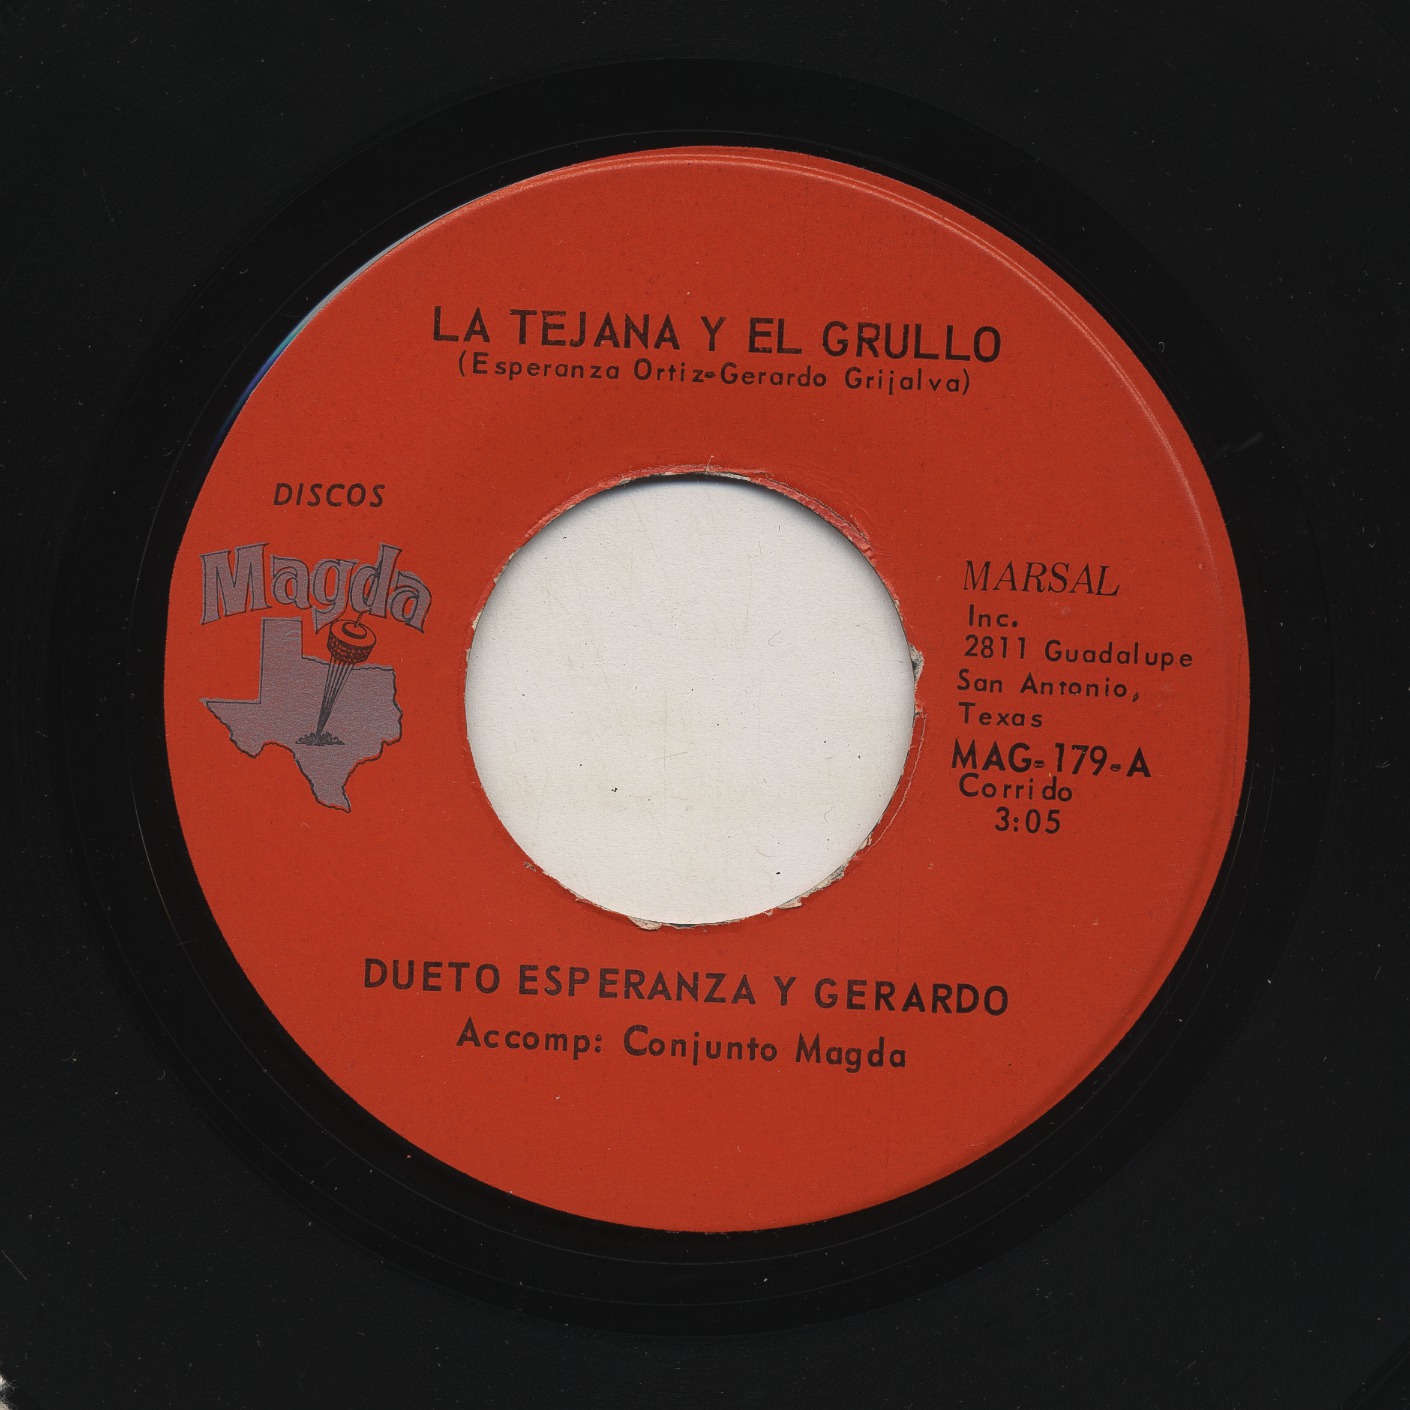 LA TEJANA Y EL GRULLO
(Esperanza Ortiz-Gerardo Grijalva)
DISCOS
Magda
MARSAL
Inc.
2811 Guadalupe
San Antonio,
Texas
MAG-179-A
Corrido
3:05
DUETO ESPERANZA Y GERARDO
Accomp: Conjunto Magda